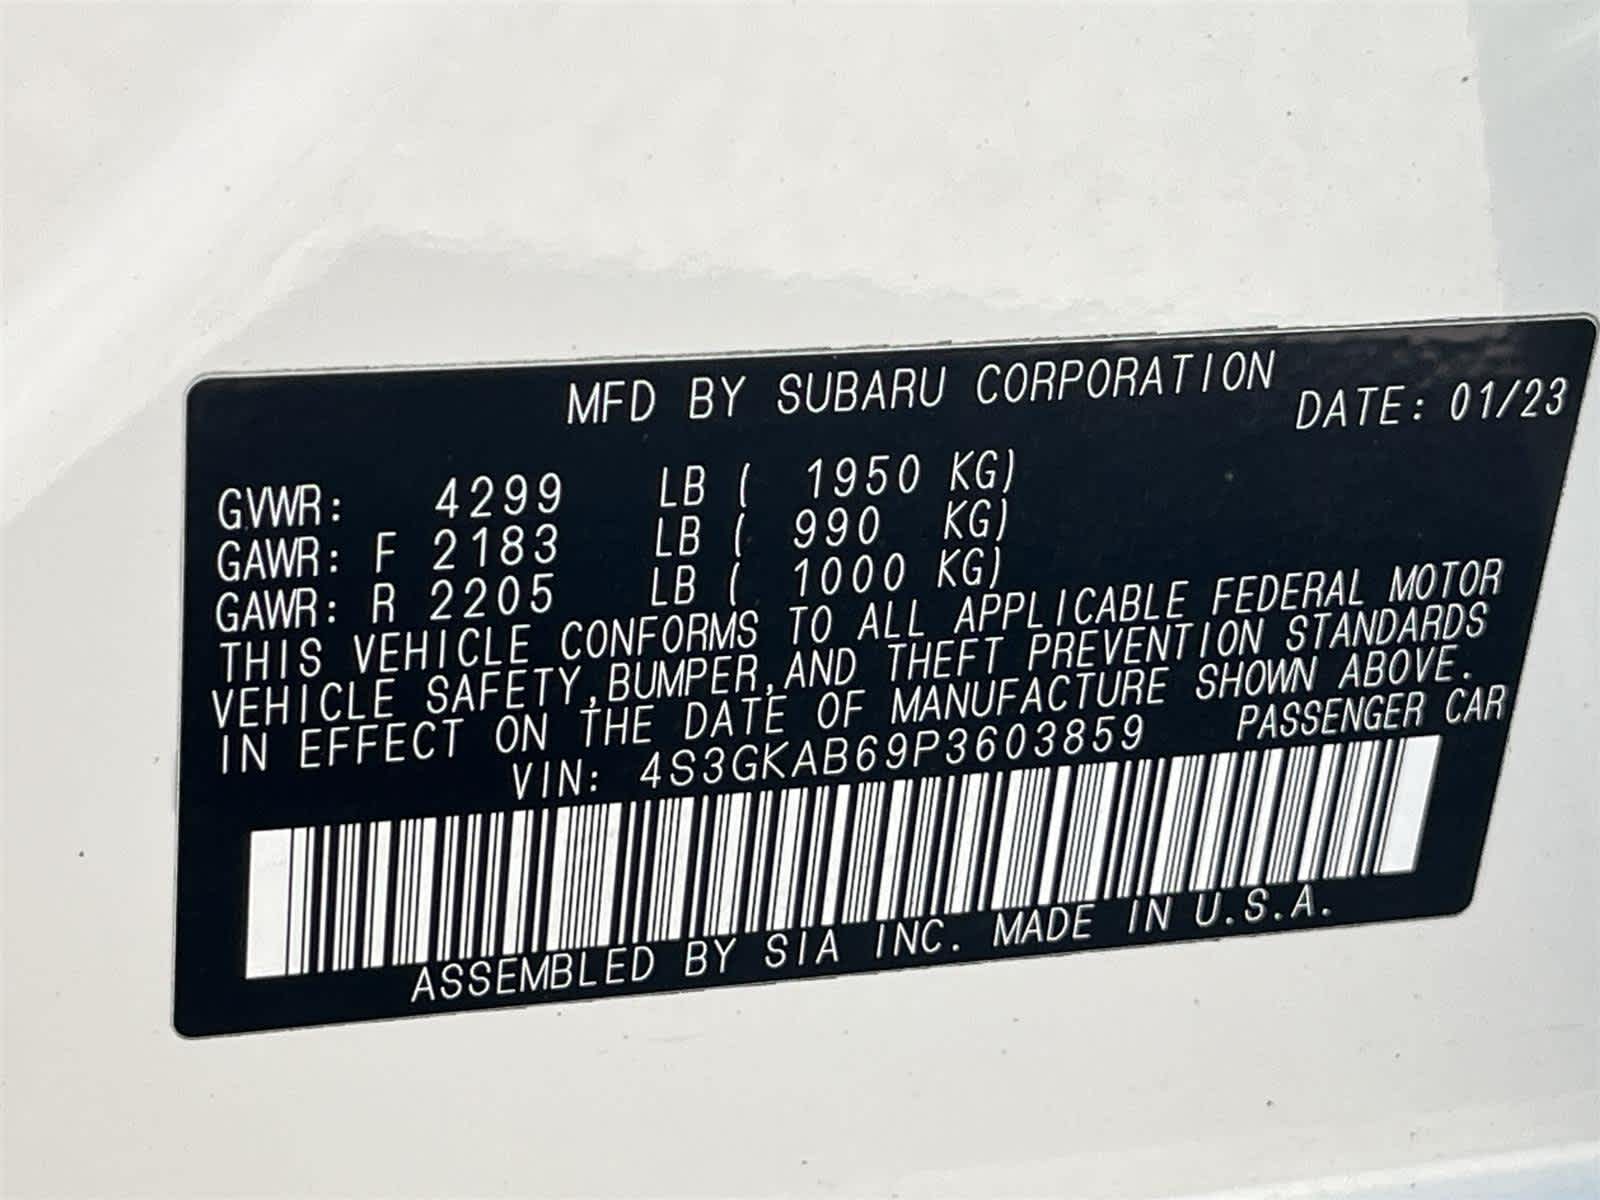 MFD BY SUBARU CORPORATION
DATE: 01/23
GVWR: 4299 LB ( 1950 KG)
GAWR: F 2183 LB ( 990 KG)
GAWR: R 2205 LB ( 1000 KG)
THIS VEHICLE CONFORMS TO ALL APPLICABLE FEDERAL MOTOR
VEHICLE SAFETY,BUMPER,AND THEFT PREVENTION STANDARDS
IN EFFECT ON THE DATE OF MANUFACTURE SHOWN ABOVE.
VIN: 4S3GKAB69P3603859 PASSENGER CAR
ASSEMBLED BY SIA INC. MADE IN U.S.A.